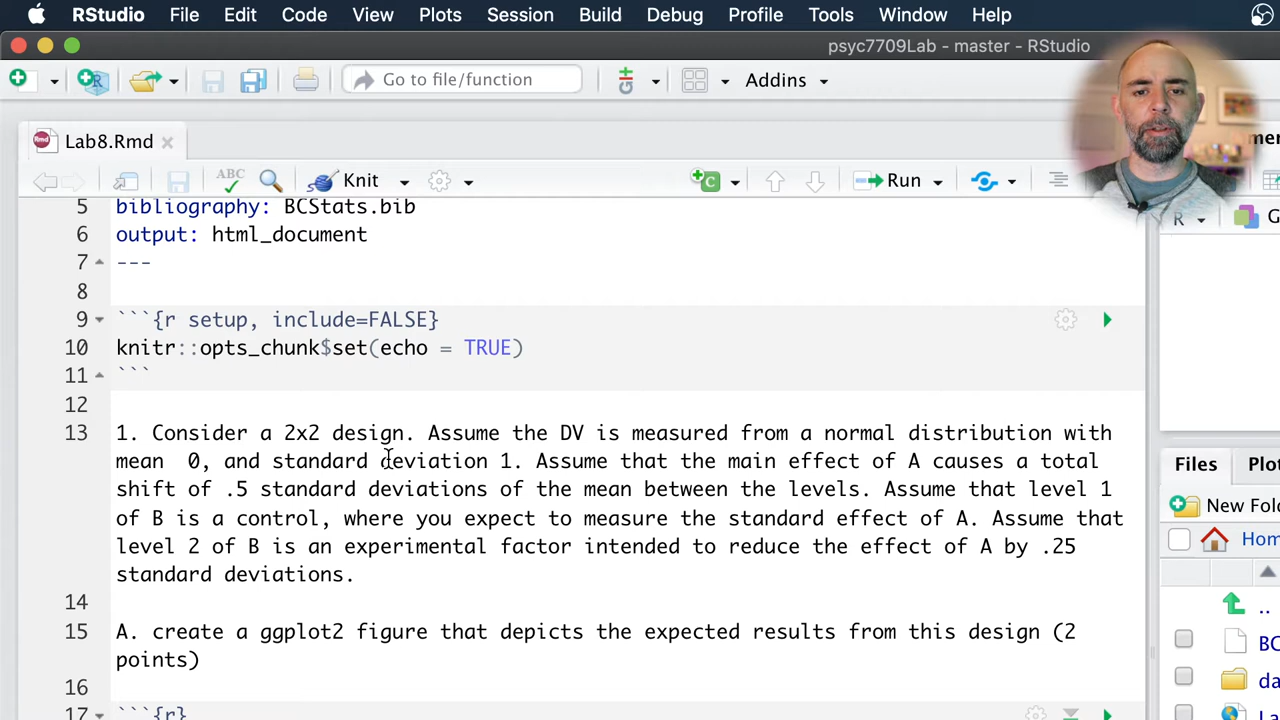 RStudio File Edit Code View Plots Session Build Debug Profile Tools Window Help
psyc7709Lab - master - RStudio
Go to file/function
Addins
Lab8.Rmd
ABC
Knit
Run
5 bibliography: BCStats.bib
6 output: html_document
7 ---
8
9 ```{r setup, include=FALSE}
10 knitr::opts_chunk$set(echo = TRUE)
11 ```
12
13 1. Consider a 2x2 design. Assume the DV is measured from a normal distribution with
mean  0, and standard deviation 1. Assume that the main effect of A causes a total
shift of .5 standard deviations of the mean between the levels. Assume that level 1
of B is a control, where you expect to measure the standard effect of A. Assume that
level 2 of B is an experimental factor intended to reduce the effect of A by .25
standard deviations.
14
15 A. create a ggplot2 figure that depicts the expected results from this design (2
points)
16
17 ```{r}
R
Files
New Fold
Home
..
BC
da